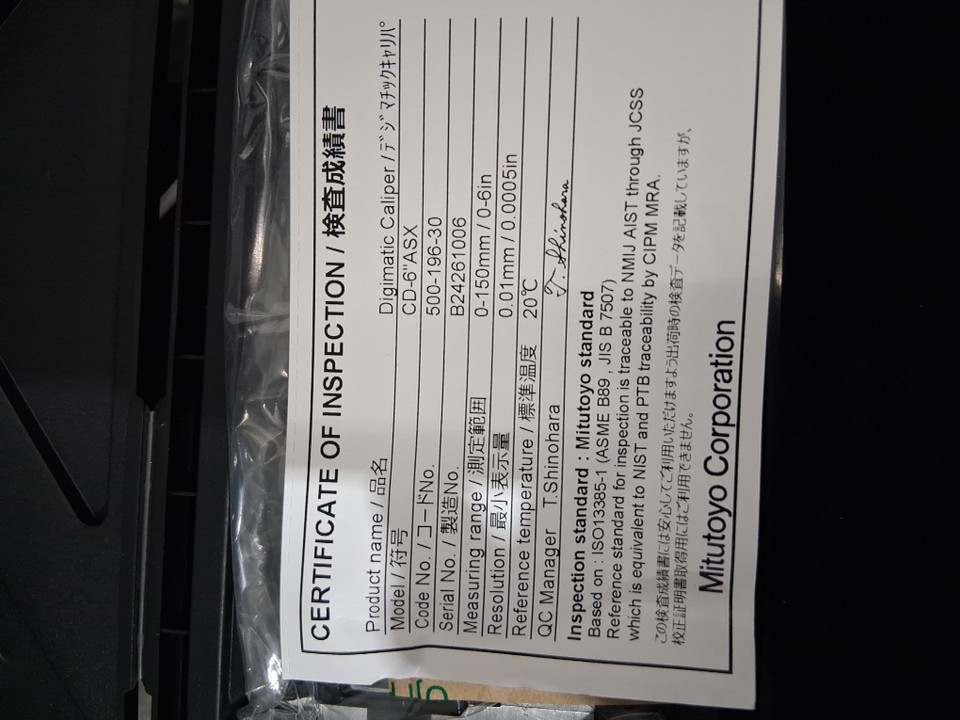 CERTIFICATE OF INSPECTION / 検査成績書
Product name / 品名 Digimatic Caliper / デジマチックキャリパ
Model / 符号 CD-6"ASX
Code No. / コードNo. 500-196-30
Serial No. / 製造No. B24261006
Measuring range / 測定範囲 0-150mm / 0-6in
Resolution / 最小表示量 0.01mm / 0.0005in
Reference temperature / 標準温度 20℃
QC Manager T.Shinohara T. Shinohara
Inspection standard : Mitutoyo standard
Based on : ISO13385-1 (ASME B89 , JIS B 7507)
Reference standard for inspection is traceable to NMIJ AIST through JCSS
which is equivalent to NIST and PTB traceability by CIPM MRA.
この検査成績書には安心してご利用いただけますよう出荷時の検査データを記載していますが、
校正証明書取得用にはご利用できません。
Mitutoyo Corporation